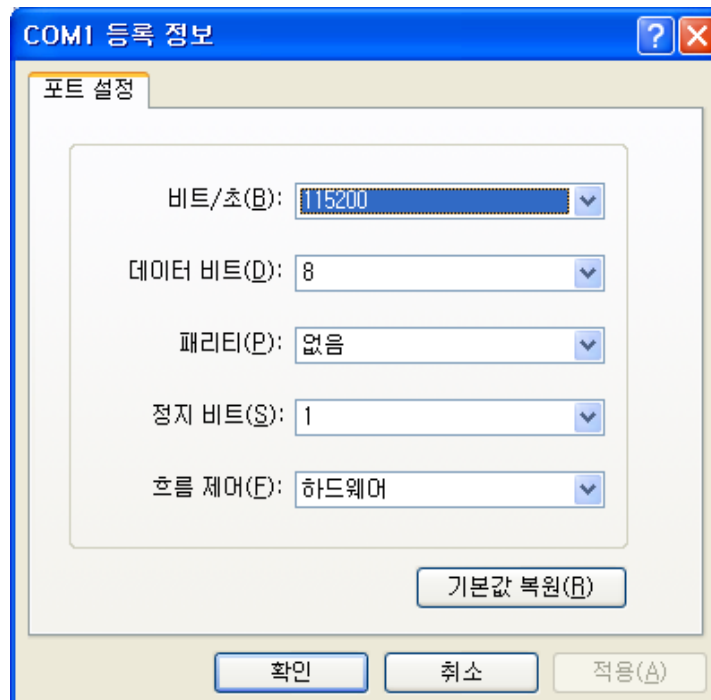 COM1 등록 정보
포트 설정
비트/초(B): 115200
데이터 비트(D): 8
패리티(P): 없음
정지 비트(S): 1
흐름 제어(F): 하드웨어
기본값 복원(R)
확인 취소 적용(A)